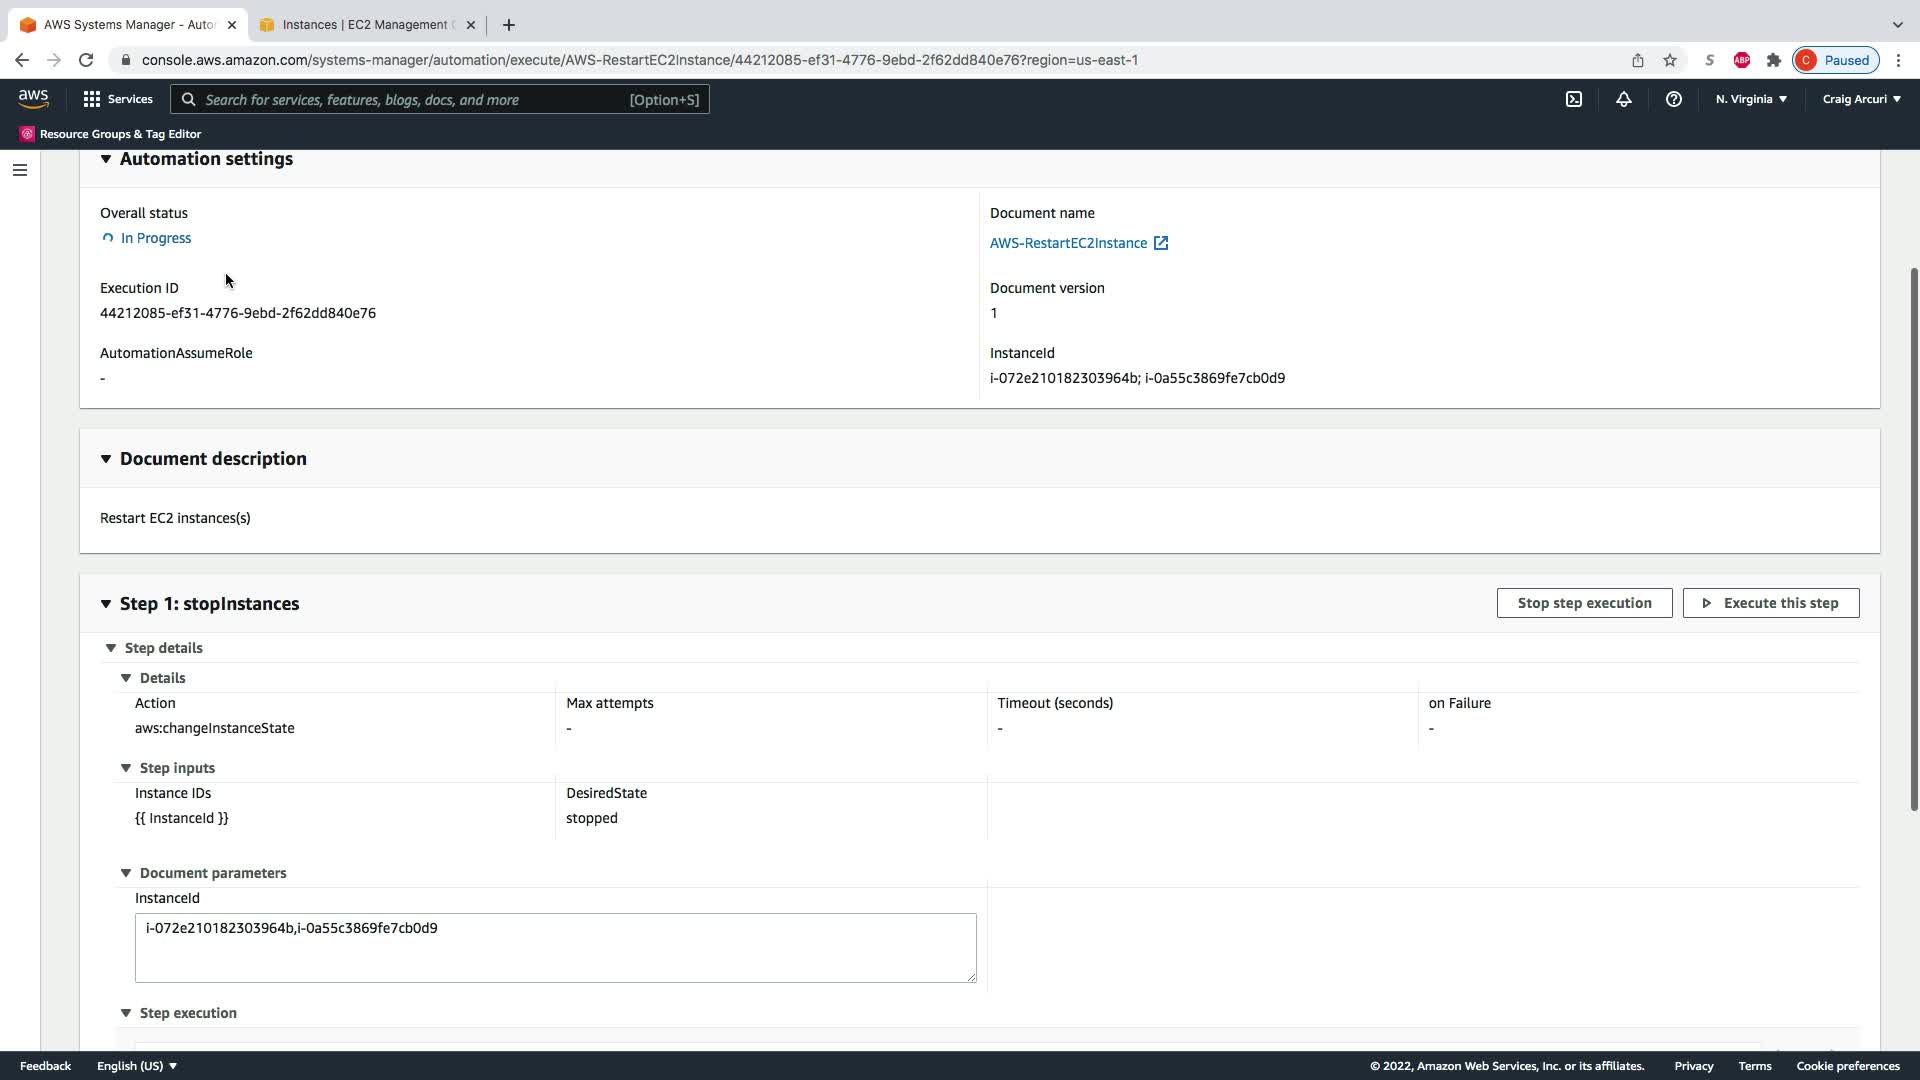 AWS Systems Manager - Auto
Instances | EC2 Management
console.aws.amazon.com/systems-manager/automation/execute/AWS-RestartEC2Instance/44212085-ef31-4776-9ebd-2f62dd840e76?region=us-east-1
S
ABP
C
Paused
aws
Services
Search for services, features, blogs, docs, and more
[Option+S]
N. Virginia
Craig Arcuri
Resource Groups & Tag Editor
Automation settings
Overall status
In Progress
Document name
AWS-RestartEC2Instance
Execution ID
44212085-ef31-4776-9ebd-2f62dd840e76
Document version
1
AutomationAssumeRole
-
InstanceId
i-072e210182303964b; i-0a55c3869fe7cb0d9
Document description
Restart EC2 instances(s)
Step 1: stopInstances
Stop step execution
Execute this step
Step details
Details
Action
aws:changeInstanceState
Max attempts
-
Timeout (seconds)
-
on Failure
-
Step inputs
Instance IDs
{{ InstanceId }}
DesiredState
stopped
Document parameters
InstanceId
i-072e210182303964b,i-0a55c3869fe7cb0d9
Step execution
Feedback
English (US)
© 2022, Amazon Web Services, Inc. or its affiliates.
Privacy
Terms
Cookie preferences